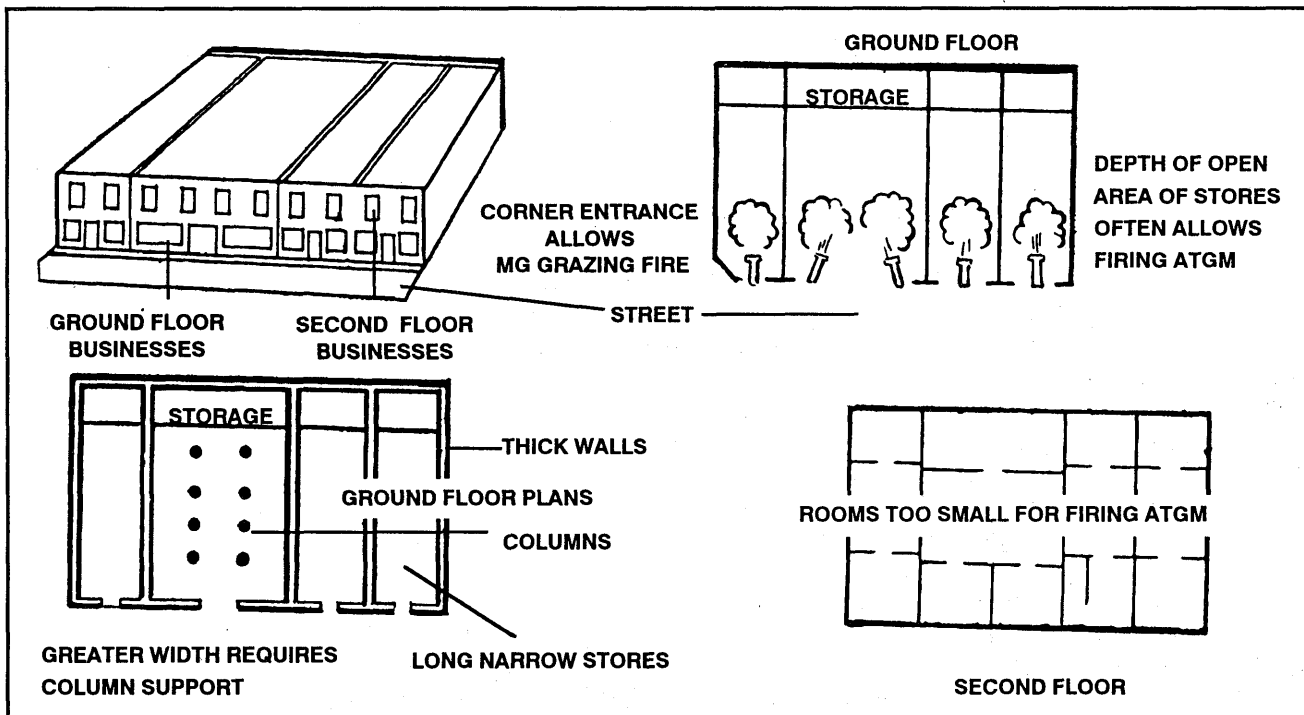 GROUND FLOOR
STORAGE
DEPTH OF OPEN
AREA OF STORES
OFTEN ALLOWS
FIRING ATGM
CORNER ENTRANCE
ALLOWS
MG GRAZING FIRE
STREET
GROUND FLOOR
BUSINESSES
SECOND FLOOR
BUSINESSES
STORAGE
THICK WALLS
GROUND FLOOR PLANS
COLUMNS
GREATER WIDTH REQUIRES
COLUMN SUPPORT
LONG NARROW STORES
ROOMS TOO SMALL FOR FIRING ATGM
SECOND FLOOR